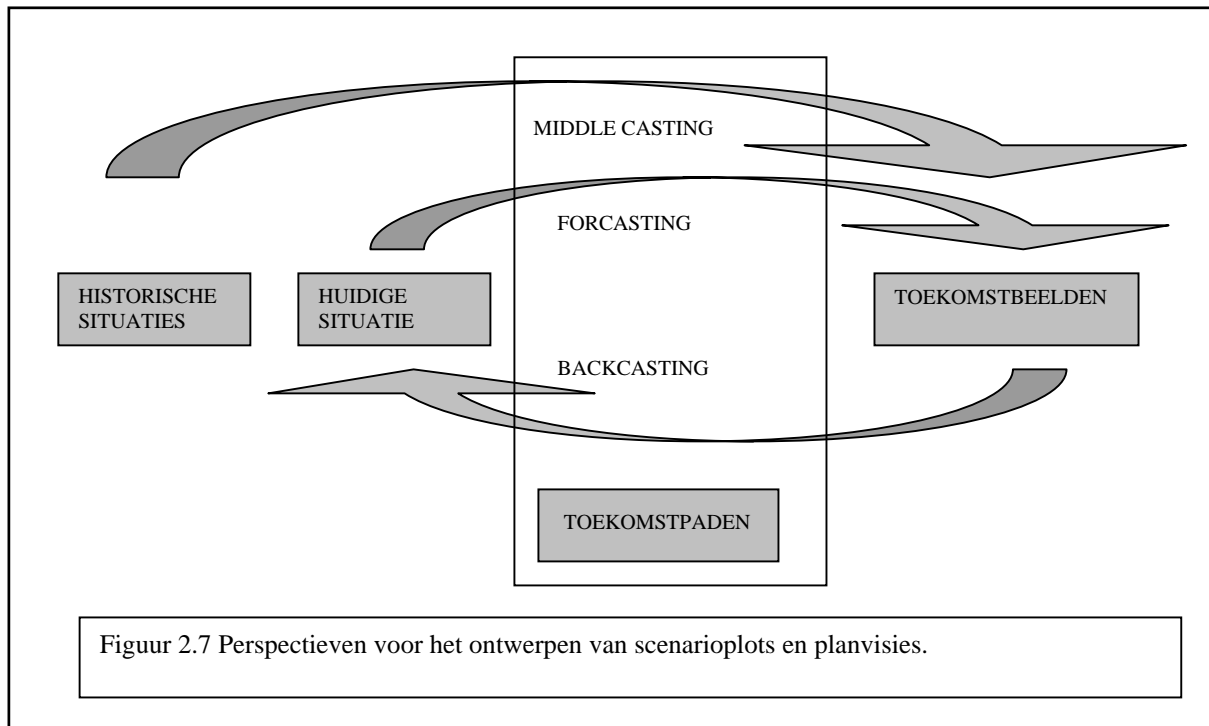 MIDDLE CASTING
FORCASTING
HISTORISCHE
SITUATIES
HUIDIGE
SITUATIE
TOEKOMSTBEELDEN
BACKCASTING
TOEKOMSTPADEN
Figuur 2.7 Perspectieven voor het ontwerpen van scenarioplots en planvisies.